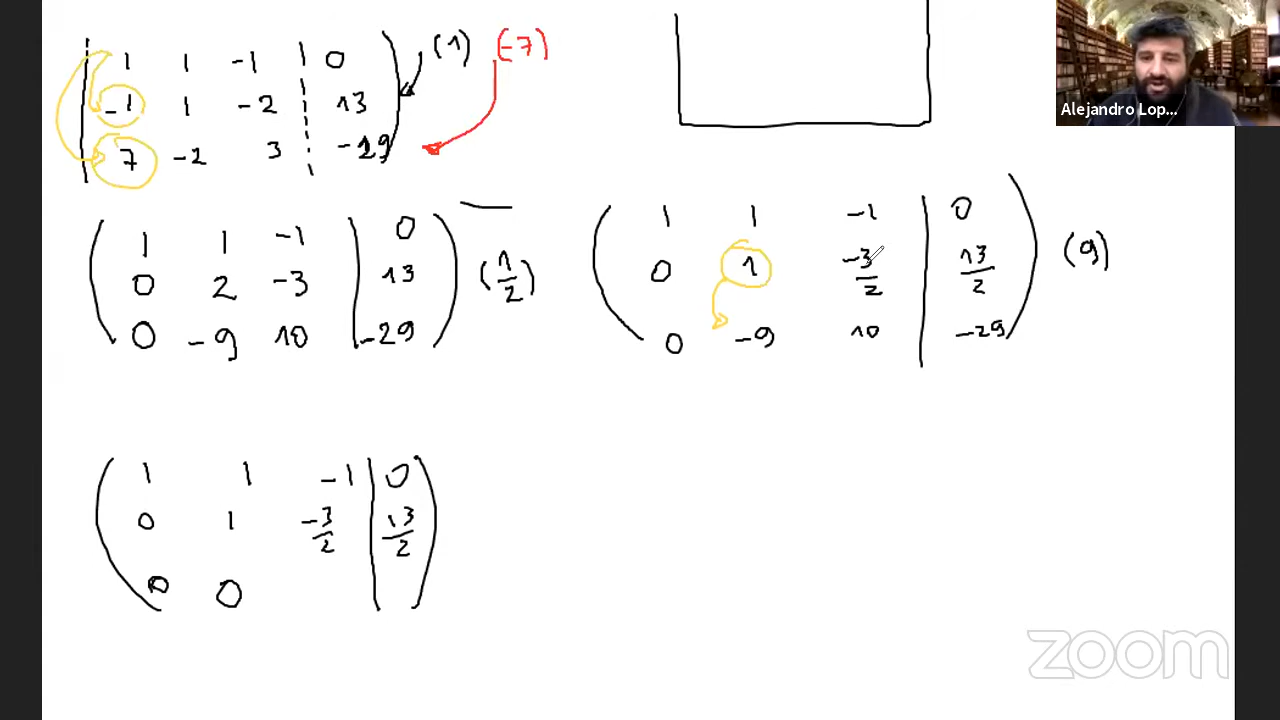 1 1 -1 0 (1) (-7)
-1 1 -2 13
7 -2 3 -29
1 1 -1 0
0 2 -3 13 (1/2)
0 -9 10 -29
1 1 -1 0
0 1 -3/2 13/2 (9)
0 -9 10 -29
1 1 -1 0
0 1 -3/2 13/2
0 0
Alejandro Lop...
zoom